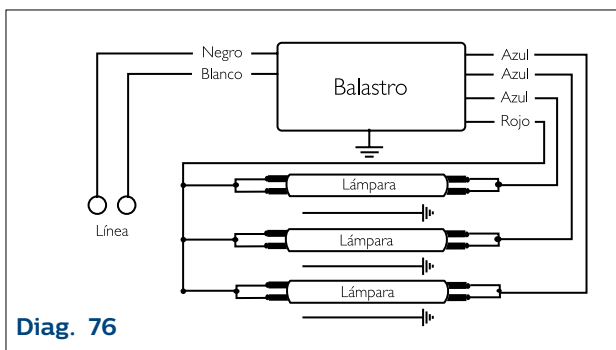 Negro
Blanco
Balastro
Azul
Azul
Azul
Rojo
Línea
Lámpara
Lámpara
Lámpara
Diag. 76